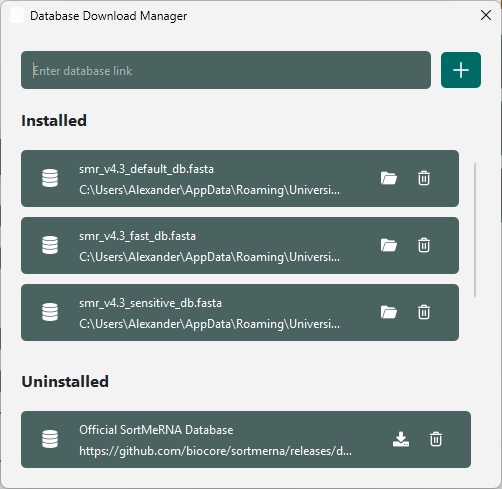 Database Download Manager
Enter database link
Installed
smr_v4.3_default_db.fasta
C:\Users\Alexander\AppData\Roaming\Universi...
smr_v4.3_fast_db.fasta
C:\Users\Alexander\AppData\Roaming\Universi...
smr_v4.3_sensitive_db.fasta
C:\Users\Alexander\AppData\Roaming\Universi...
Uninstalled
Official SortMeRNA Database
https://github.com/biocore/sortmerna/releases/d...